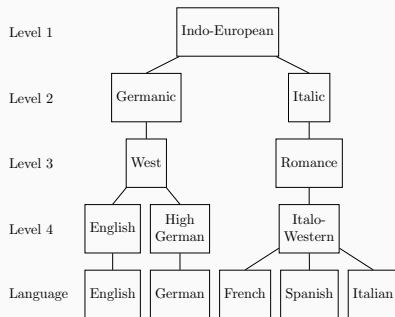 Level 1
Indo-European
Level 2
Germanic
Italic
Level 3
West
Romance
Level 4
English
High
German
Italo-
Western
Language
English
German
French
Spanish
Italian